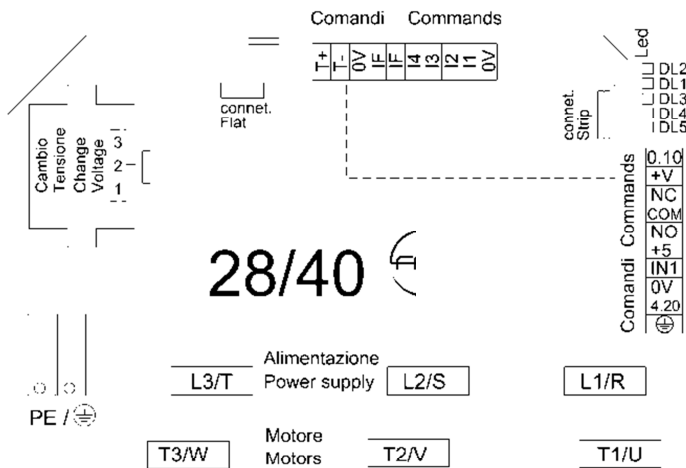 Comandi Commands
T+ T- 0V IF IF I4 I3 I2 I1 0V
Led
DL2
DL1
DL3
DL4
DL5
connet.
Flat
connet.
Strip
Cambio
Tensione
Change
Voltage
3
2
1
Comandi Commands
0.10
+V
NC
COM
NO
+5
IN1
0V
4.20
28/40
PE /
L3/T
Alimentazione
Power supply
L2/S
L1/R
T3/W
Motore
Motors
T2/V
T1/U